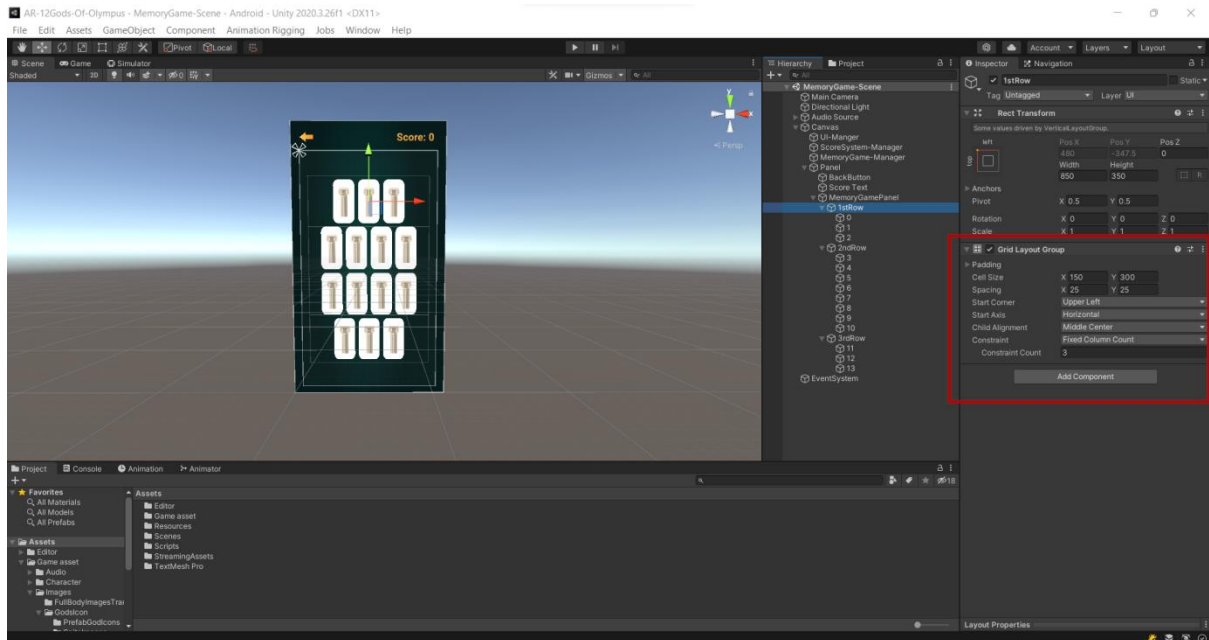 AR-12Gods-Of-Olympus - MemoryGame-Scene - Android - Unity 2020.3.26f1 <DX11>
File Edit Assets GameObject Component Animation Rigging Jobs Window Help
Pivot Local Account Layers Layout
Scene Game Simulator
Shaded 2D 0 Gizmos All
Score: 0
y
x
Persp
Hierarchy Project
All
MemoryGame-Scene
Main Camera
Directional Light
Audio Source
Canvas
UI-Manger
ScoreSystem-Manager
MemoryGame-Manager
Panel
BackButton
Score Text
MemoryGamePanel
1stRow
0
1
2
2ndRow
3
4
5
6
7
8
9
10
3rdRow
11
12
13
EventSystem
Inspector Navigation
1stRow Static
Tag Untagged Layer UI
Rect Transform
Some values driven by VerticalLayoutGroup.
left Pos X Pos Y Pos Z
top 480 -347.5 0
Width Height
850 350 R
Anchors
Pivot X 0.5 Y 0.5
Rotation X 0 Y 0 Z 0
Scale X 1 Y 1 Z 1
Grid Layout Group
Padding
Cell Size X 150 Y 300
Spacing X 25 Y 25
Start Corner Upper Left
Start Axis Horizontal
Child Alignment Middle Center
Constraint Fixed Column Count
Constraint Count 3
Add Component
Project Console Animation Animator
18
Favorites
All Materials
All Models
All Prefabs
Assets
Editor
Game asset
Audio
Character
Images
FullBodyImagesTra
GodsIcon
PrefabGodIcons
Assets
Editor
Game asset
Resources
Scenes
Scripts
StreamingAssets
TextMesh Pro
Layout Properties